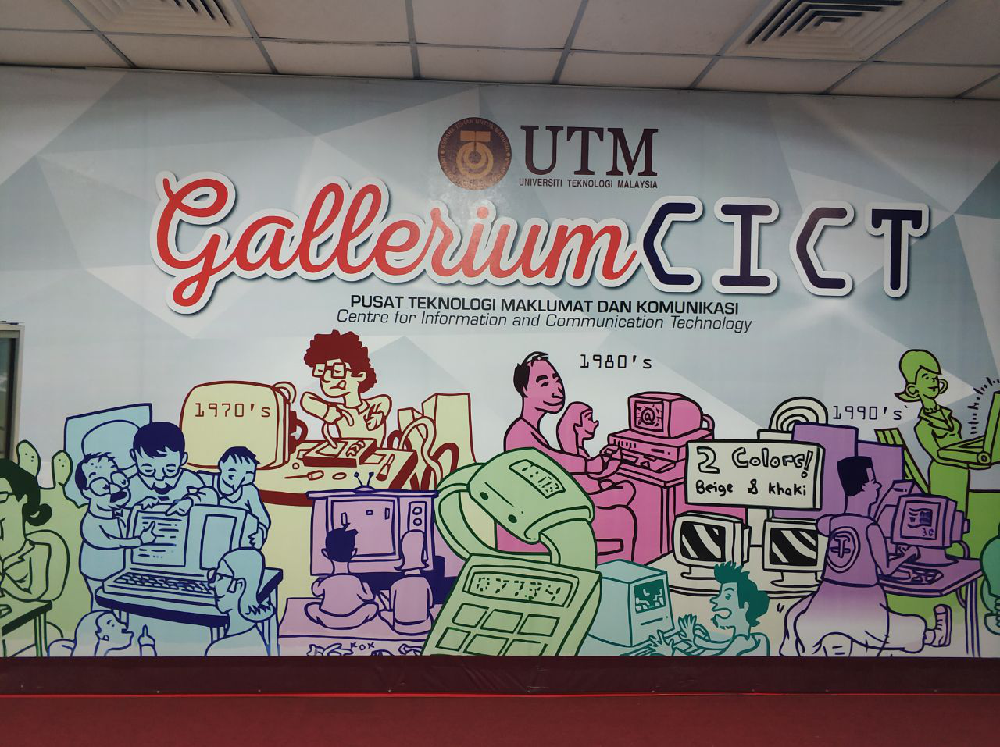 UTM
UNIVERSITI TEKNOLOGI MALAYSIA
Gallerium CICT
PUSAT TEKNOLOGI MAKLUMAT DAN KOMUNIKASI
Centre for Information and Communication Technology
1980's
1970's
1990's
@
2 Colors!
Beige & Khaki
07734